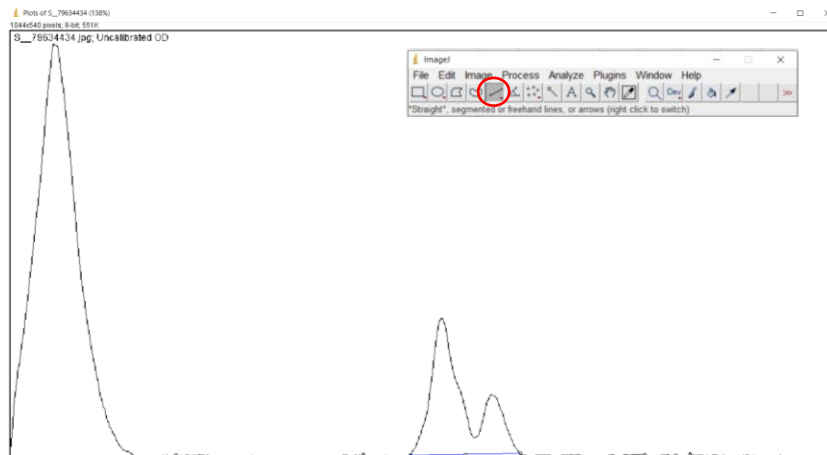 Plots of S__79634434 (138%)
1044x540 pixels; 8-bit; 551K
S__79634434.jpg; Uncalibrated OD
ImageJ
File Edit Image Process Analyze Plugins Window Help
A Dev >>
"Straight", segmented or freehand lines, or arrows (right click to switch)